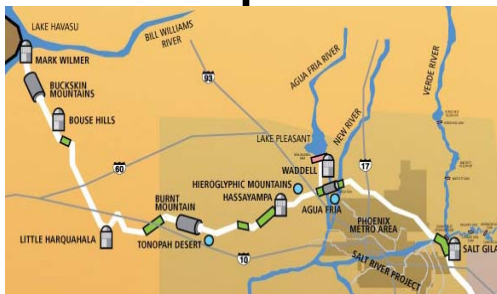 LAKE HAVASU
MARK WILMER
BUCKSKIN
MOUNTAINS
BOUSE HILLS
LITTLE HARQUAHALA
BILL WILLIAMS
RIVER
93
60
BURNT
MOUNTAIN
TONOPAH DESERT
10
HIEROGLYPHIC MOUNTAINS
HASSAYAMPA
LAKE PLEASANT
WADDELL
AGUA FRIA RIVER
NEW RIVER
17
AGUA FRIA
PHOENIX
METRO AREA
SALT RIVER PROJECT
VERDE RIVER
SALT GILA